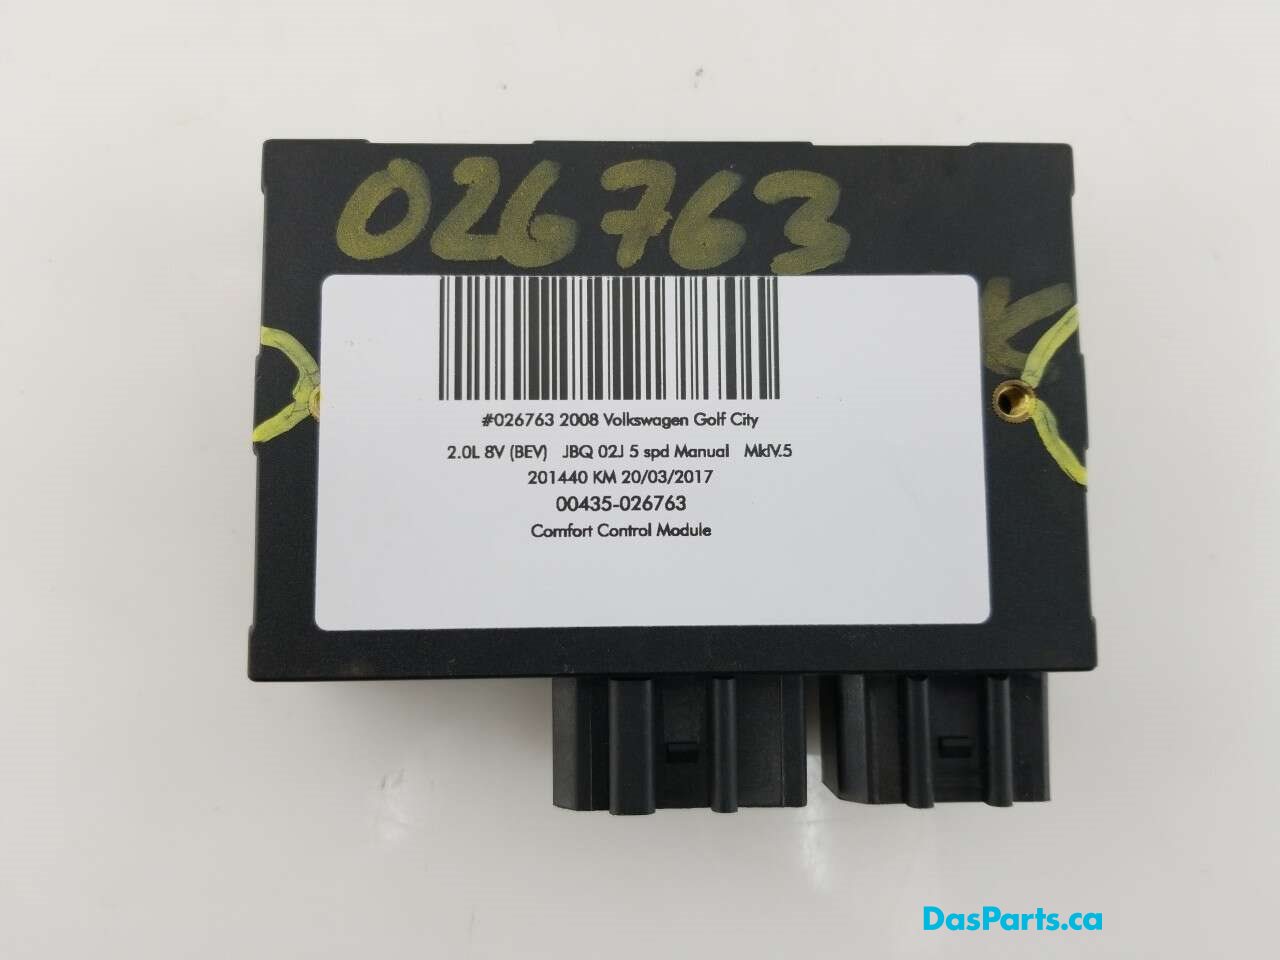 026763
K
#026763 2008 Volkswagen Golf City
2.0L 8V (BEV) JBQ 02J 5 spd Manual MkIV.5
201440 KM 20/03/2017
00435-026763
Comfort Control Module
DasParts.ca